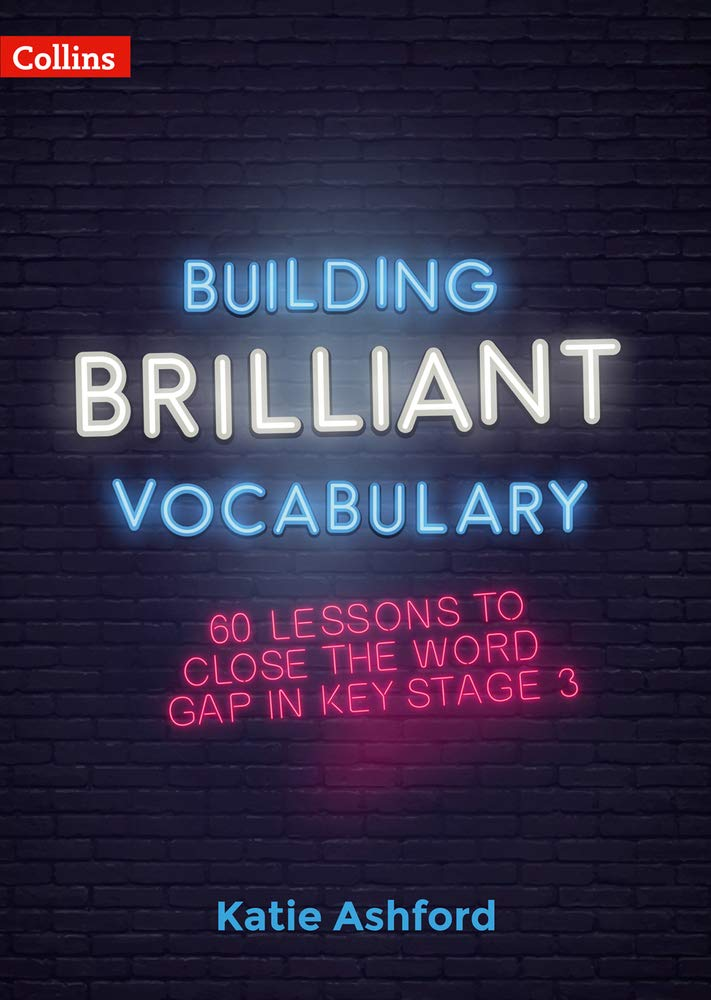 Collins
BUILDING
BRILLIANT
VOCABULARY
60 LESSONS TO
CLOSE THE WORD
GAP IN KEY STAGE 3
Katie Ashford